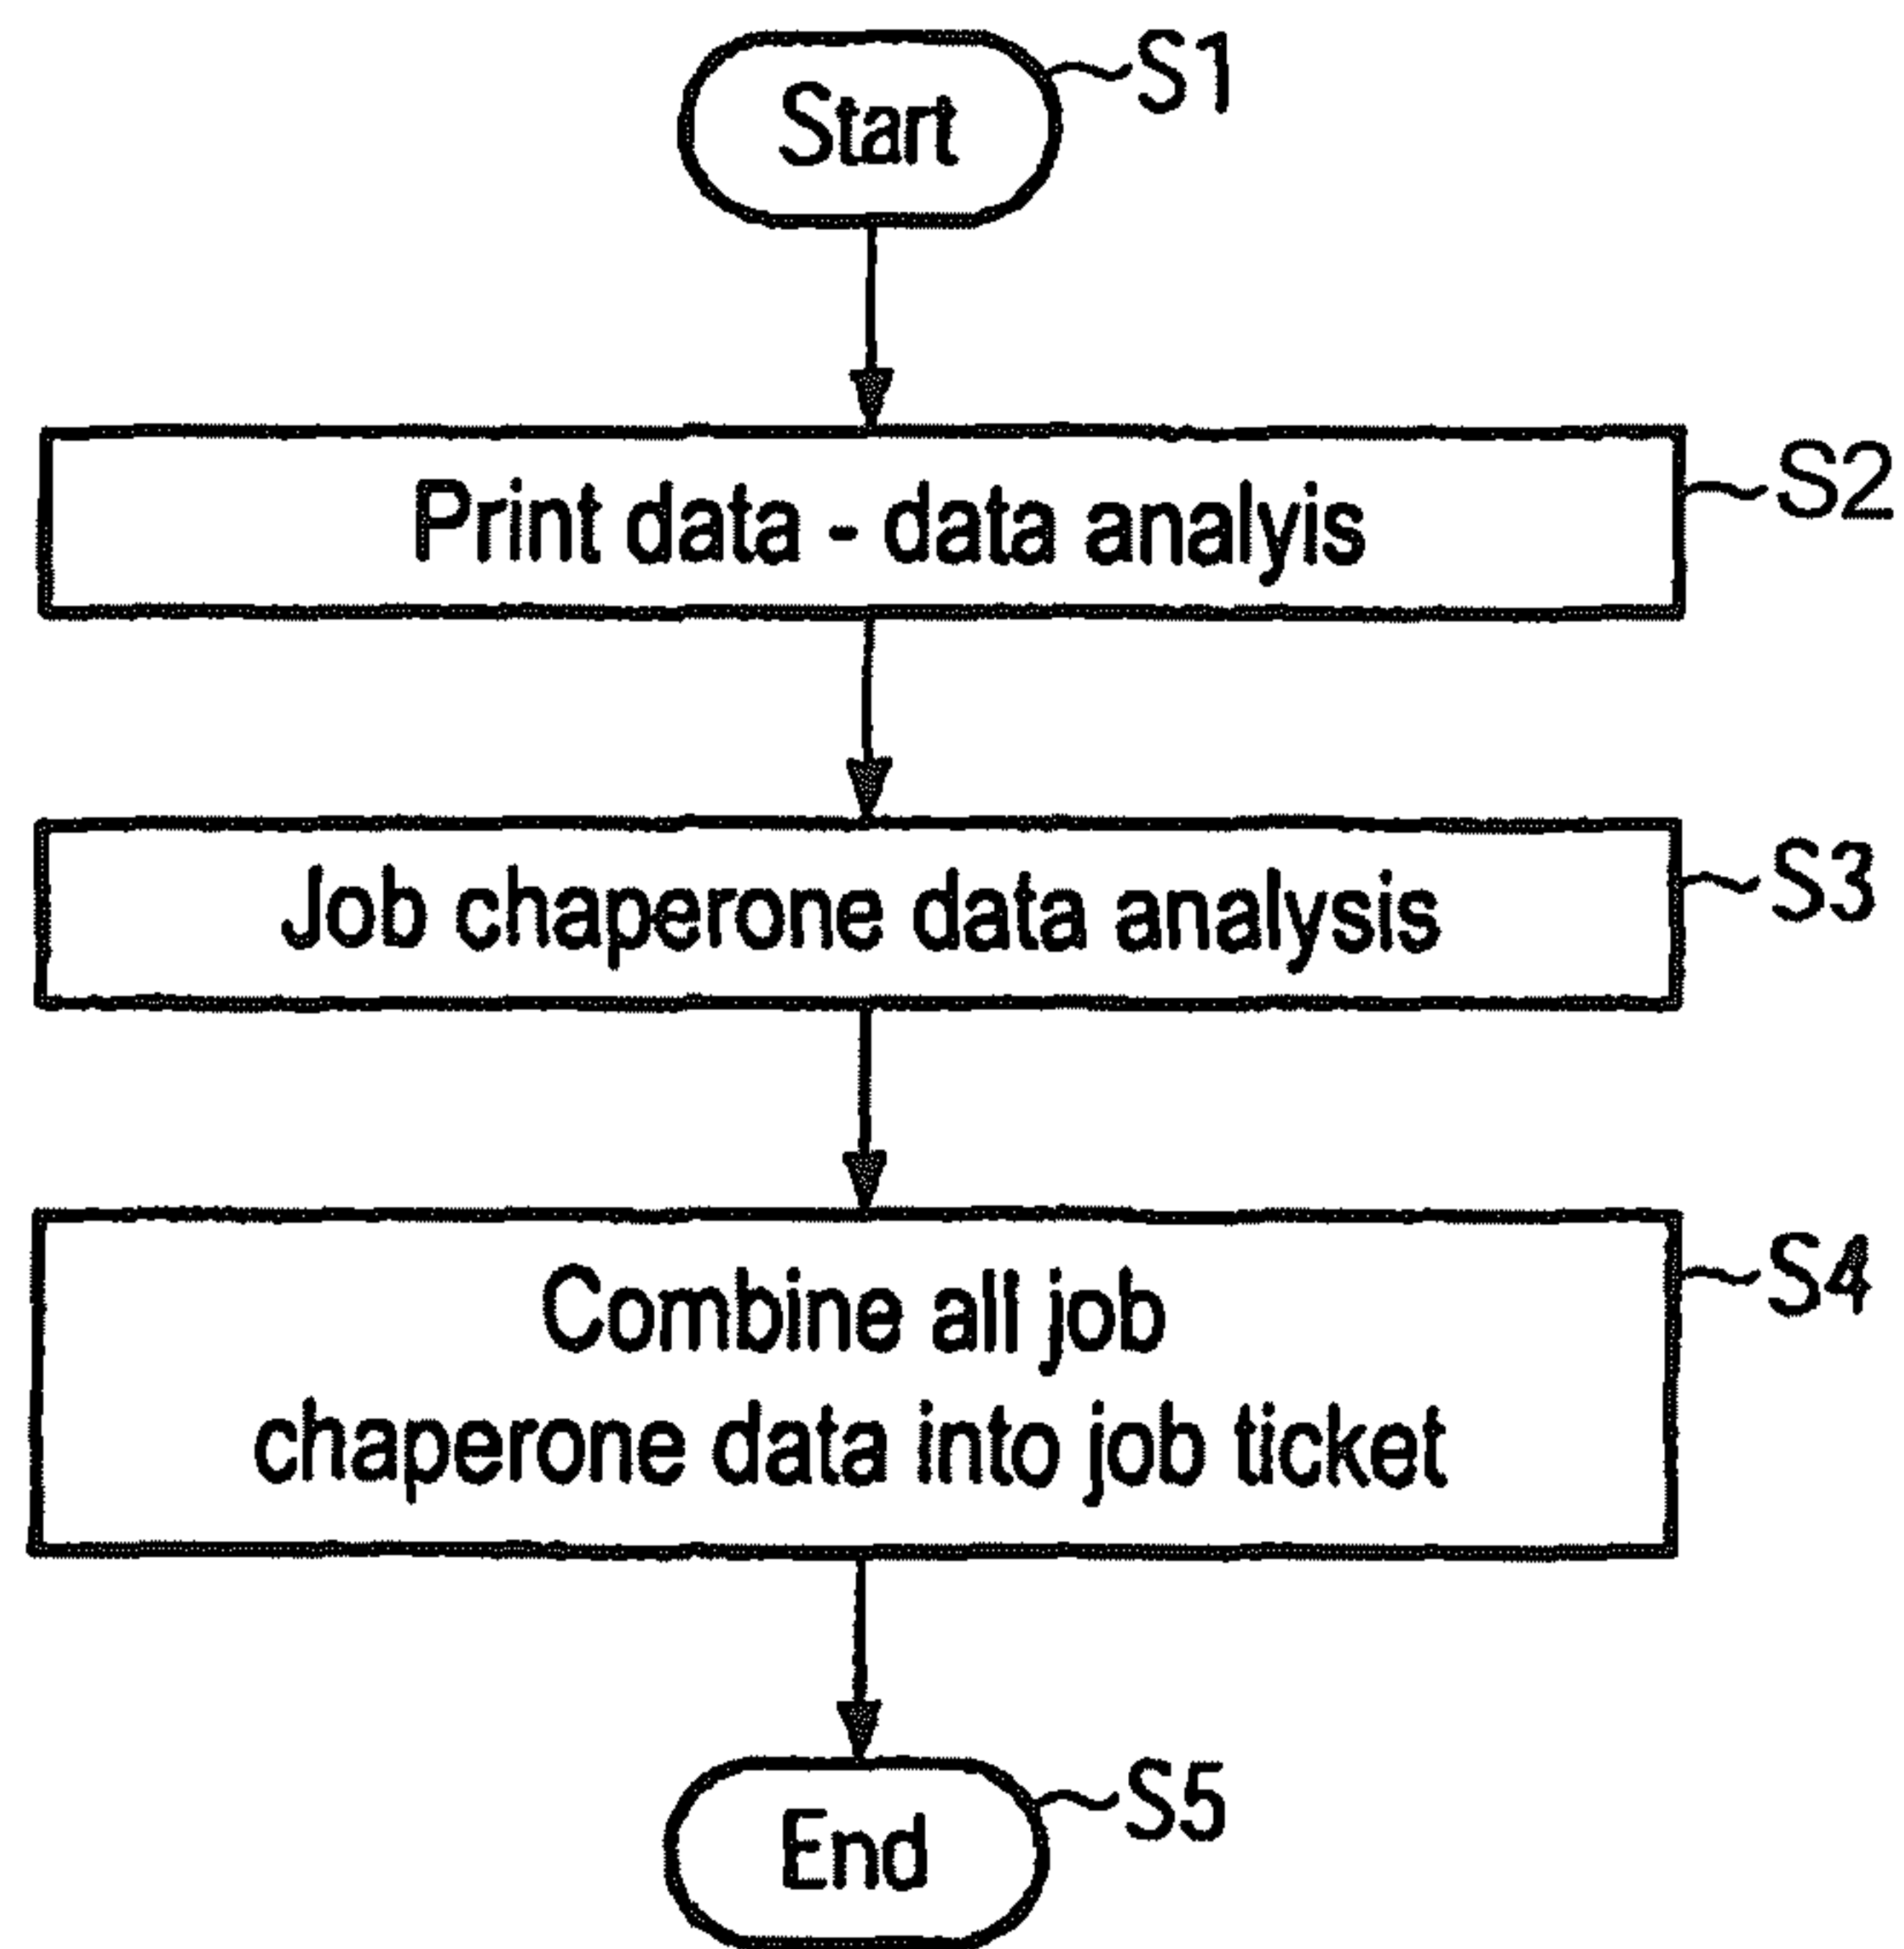 Start
S1
Print data - data analyis
S2
Job chaperone data analysis
S3
Combine all job
S4
chaperone data into job ticket
End
S5